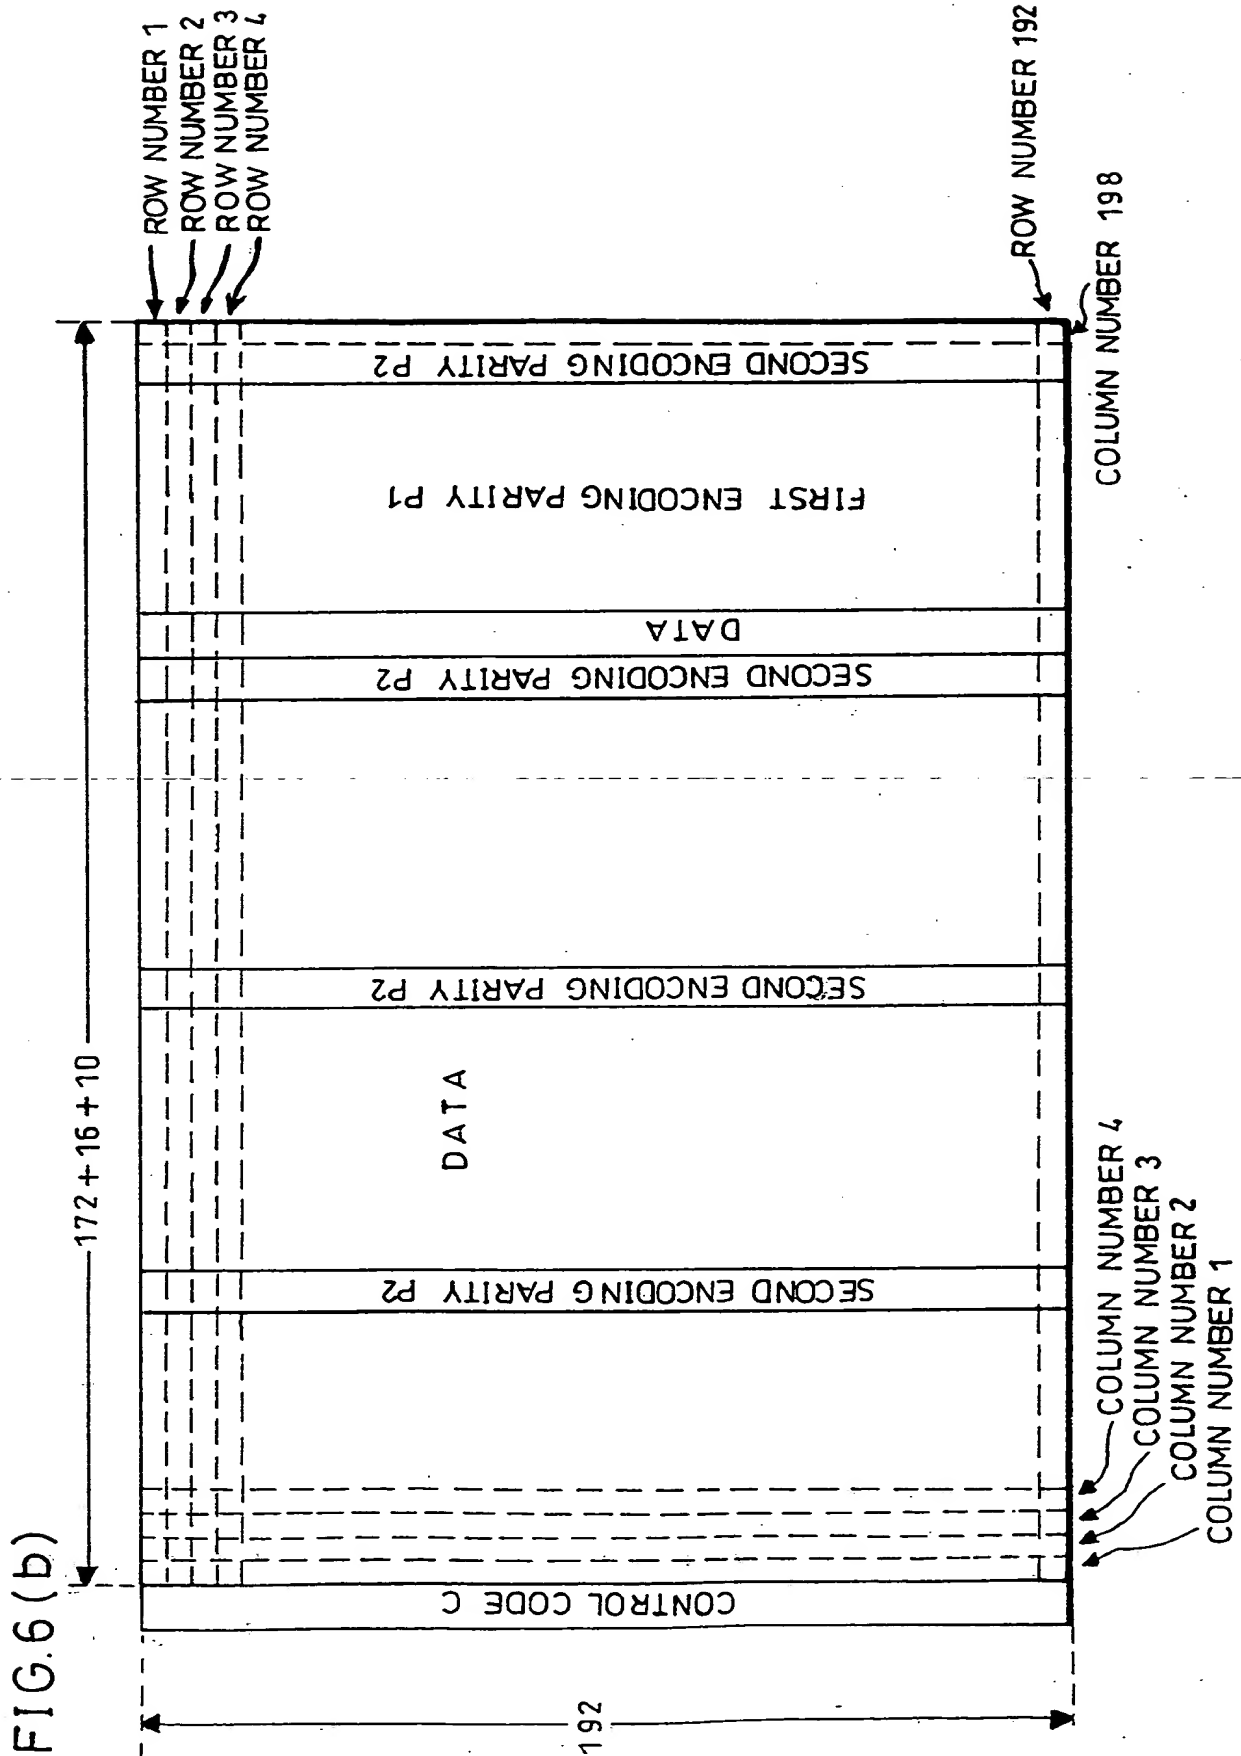 FIG.6 (b)
172+16+10
192
ROW NUMBER 1
ROW NUMBER 2
ROW NUMBER 3
ROW NUMBER 4
ROW NUMBER 192
CONTROL CODE C
SECOND ENCODING PARITY P2
DATA
SECOND ENCODING PARITY P2
SECOND ENCODING PARITY P2
DATA
FIRST ENCODING PARITY P1
SECOND ENCODING PARITY P2
COLUMN NUMBER 4
COLUMN NUMBER 3
COLUMN NUMBER 2
COLUMN NUMBER 1
COLUMN NUMBER 198